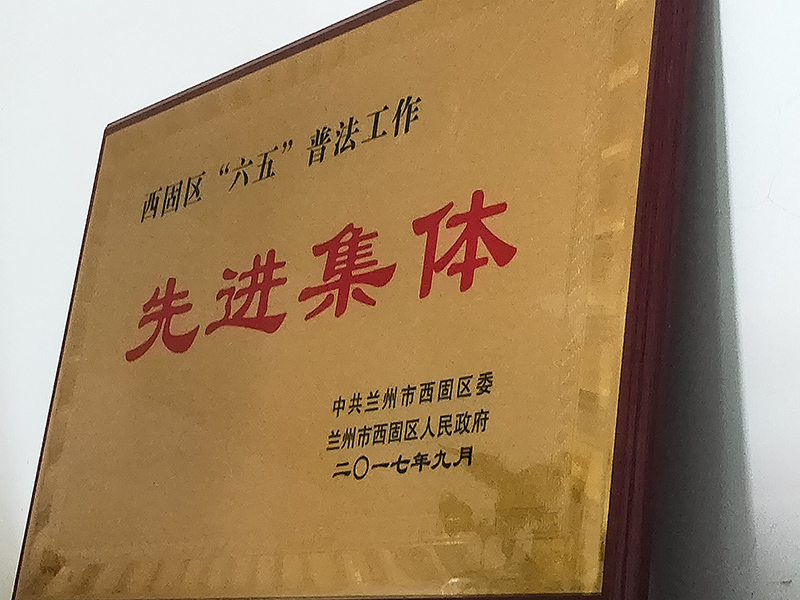 西固区“六五”普法工作
先进集体
中共兰州市西固区委
兰州市西固区人民政府
二〇一七年九月